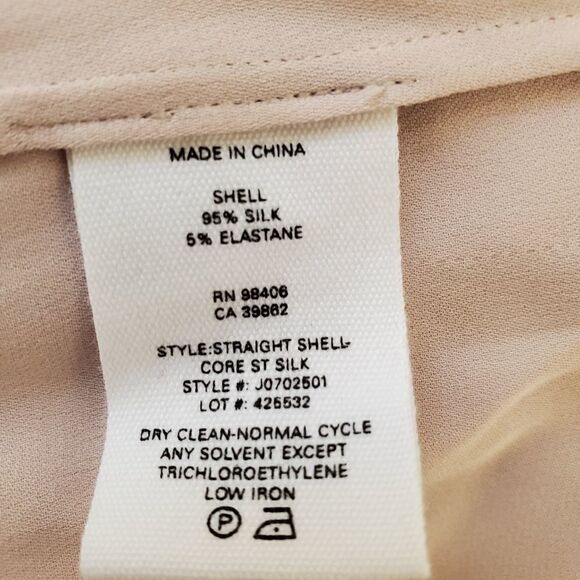 MADE IN CHINA
SHELL
95% SILK
5% ELASTANE
RN 98406
CA 39862
STYLE:STRAIGHT SHELL-
CORE ST SILK
STYLE #: J0702501
LOT #: 426532
DRY CLEAN-NORMAL CYCLE
ANY SOLVENT EXCEPT
TRICHLOROETHYLENE
LOW IRON
P